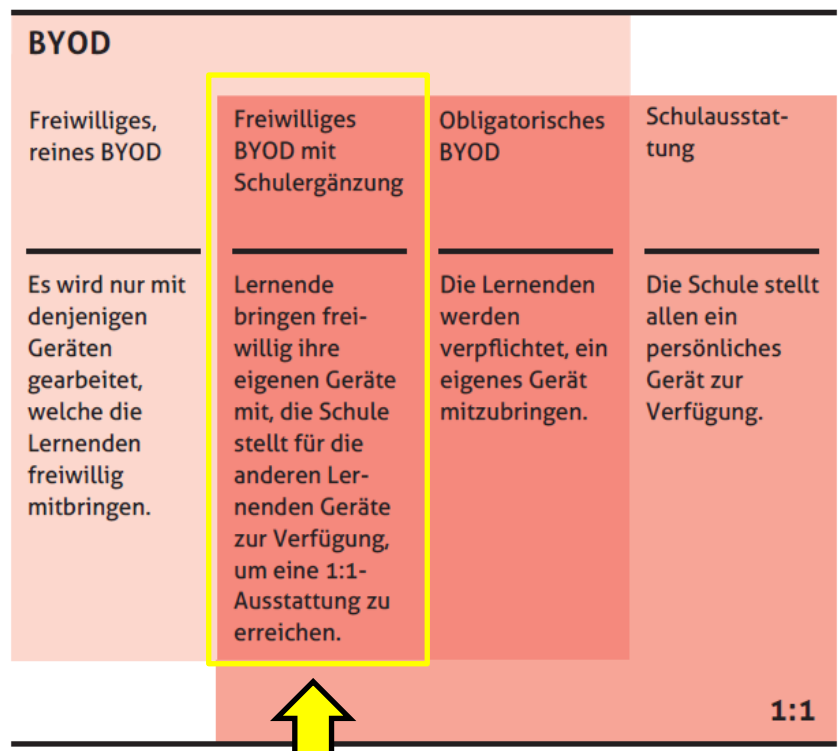 BYOD
Freiwilliges,
reines BYOD
Es wird nur mit
denjenigen
Geräten
gearbeitet,
welche die
Lernenden
freiwillig
mitbringen.
Freiwilliges
BYOD mit
Schulergänzung
Lernende
bringen frei-
willig ihre
eigenen Geräte
mit, die Schule
stellt für die
anderen Ler-
nenden Geräte
zur Verfügung,
um eine 1:1-
Ausstattung zu
erreichen.
Obligatorisches
BYOD
Die Lernenden
werden
verpflichtet, ein
eigenes Gerät
mitzubringen.
Schulausstat-
tung
Die Schule stellt
allen ein
persönliches
Gerät zur
Verfügung.
1:1